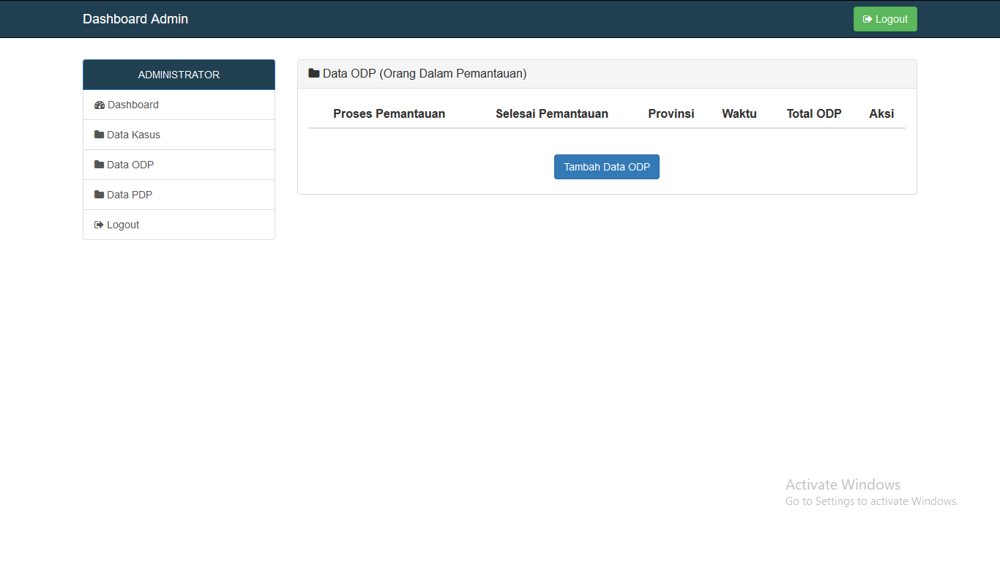 Dashboard Admin
Logout
ADMINISTRATOR
Dashboard
Data Kasus
Data ODP
Data PDP
Logout
Data ODP (Orang Dalam Pemantauan)
Proses Pemantauan Selesai Pemantauan Provinsi Waktu Total ODP Aksi
Tambah Data ODP
Activate Windows
Go to Settings to activate Windows.